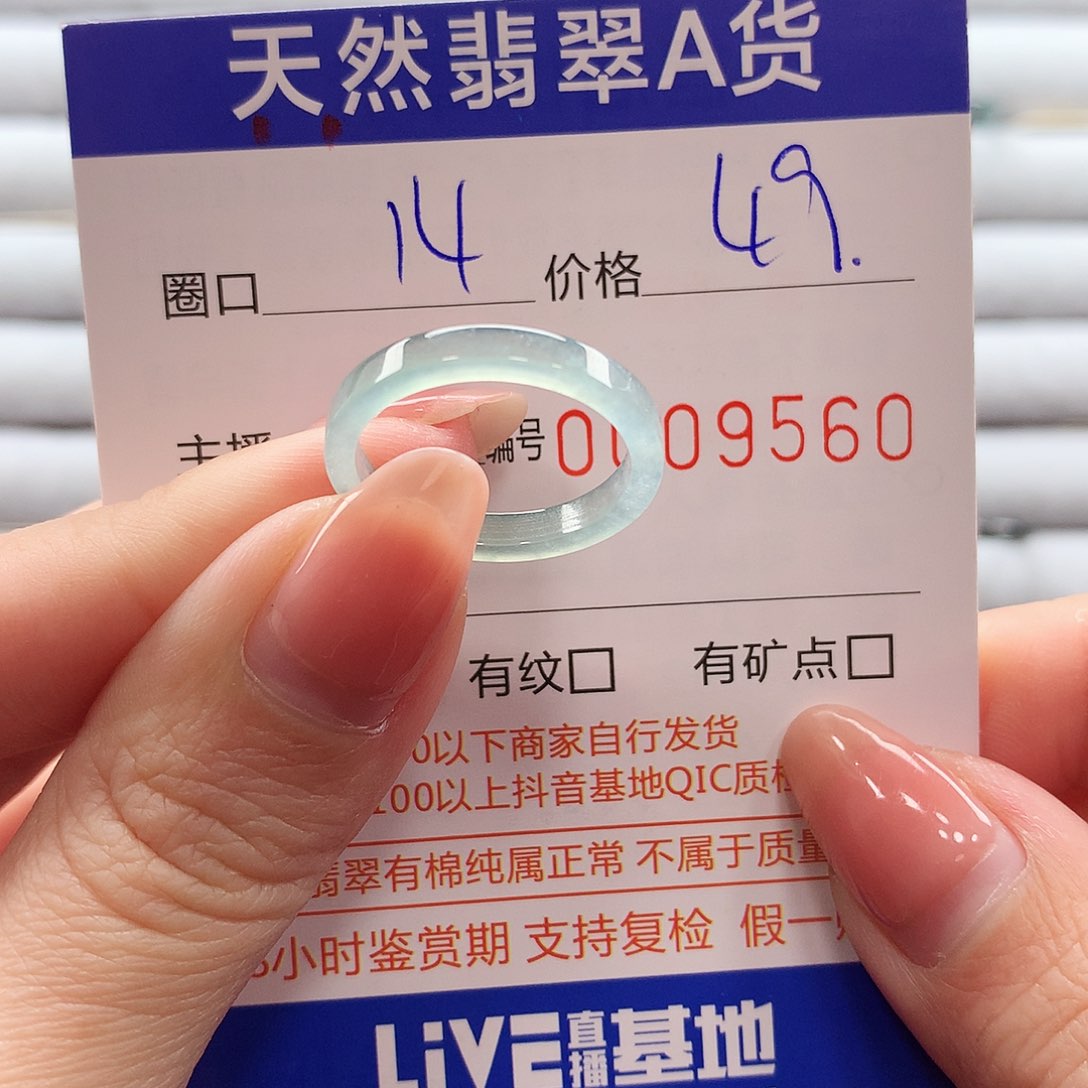 天然翡翠A货
圈口 14 价格 49.
编号 009560
有纹□ 有矿点□
0以下商家自行发货
100以上抖音基地QIC质检
翡翠有棉纯属正常 不属于质量
小时鉴赏期 支持复检 假一
LiVE直播基地